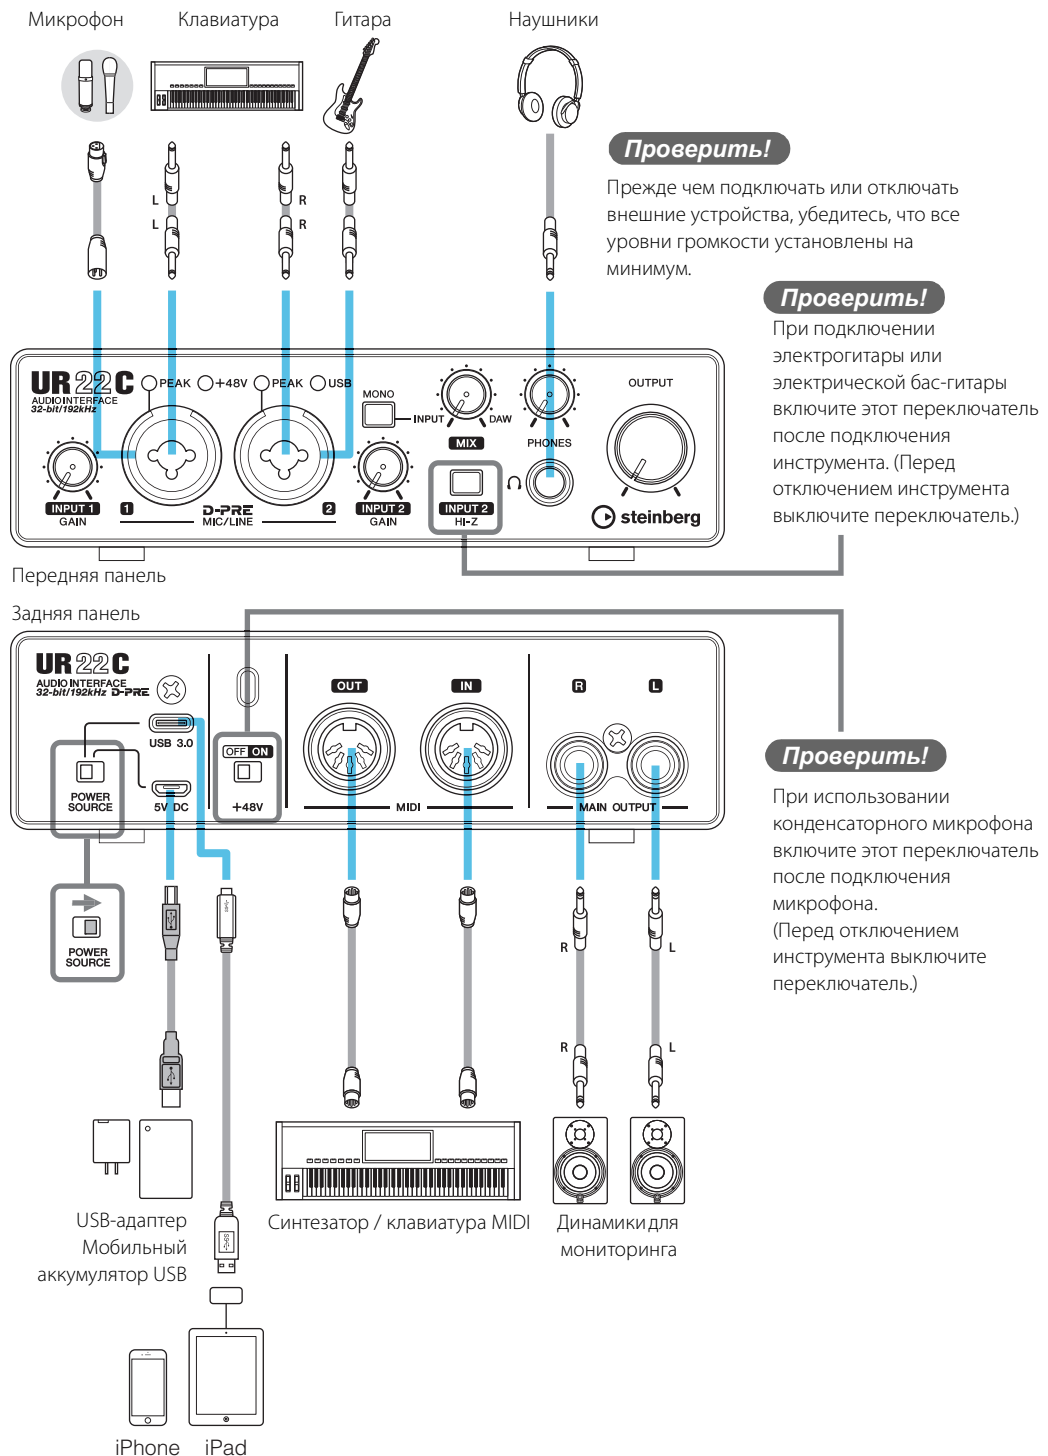 Микрофон
Клавиатура
Гитара
Наушники
L
L
R
R
Проверить!
Прежде чем подключать или отключать
внешние устройства, убедитесь, что все
уровни громкости установлены на
минимум.
Проверить!
При подключении
электрогитары или
электрической бас-гитары
включите этот переключатель
после подключения
инструмента. (Перед
отключением инструмента
выключите переключатель.)
UR22C
AUDIO INTERFACE
32-bit/192kHz
PEAK
+48V
PEAK
USB
MONO
INPUT
DAW
MIX
PHONES
OUTPUT
INPUT 1
GAIN
1
D-PRE
MIC/LINE
2
INPUT 2
GAIN
INPUT 2
HI-Z
steinberg
Передняя панель
Задняя панель
UR22C
AUDIO INTERFACE
32-bit/192kHz D-PRE
USB 3.0
POWER
SOURCE
5V DC
OFF ON
+48V
OUT
IN
MIDI
R
L
MAIN OUTPUT
Проверить!
При использовании
конденсаторного микрофона
включите этот переключатель
после подключения
микрофона.
(Перед отключением
инструмента выключите
переключатель.)
POWER
SOURCE
R
L
R
L
USB-адаптер
Мобильный
аккумулятор USB
Синтезатор / клавиатура MIDI
Динамики для
мониторинга
iPhone
iPad